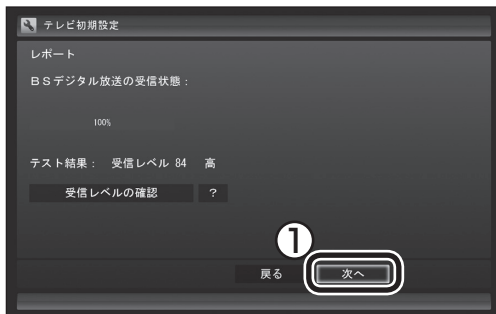 テレビ初期設定
レポート
BSデジタル放送の受信状態:
100%
テスト結果: 受信レベル 84 高
受信レベルの確認 ?
1
戻る 次へ